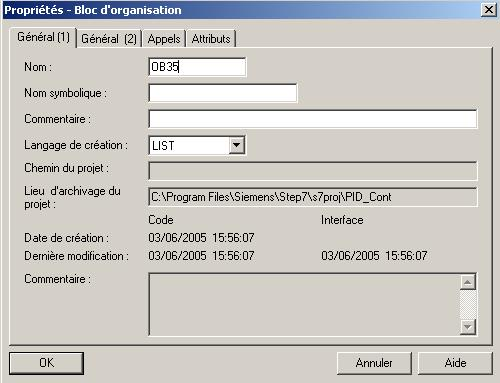 Propriétés - Bloc d'organisation
Général (1) Général (2) Appels Attributs
Nom : OB35
Nom symbolique :
Commentaire :
Langage de création : LIST
Chemin du projet :
Lieu d'archivage du
projet : C:\Program Files\Siemens\Step7\s7proj\PID_Cont
Code Interface
Date de création : 03/06/2005 15:56:07
Dernière modification : 03/06/2005 15:56:07 03/06/2005 15:56:07
Commentaire :
OK Annuler Aide